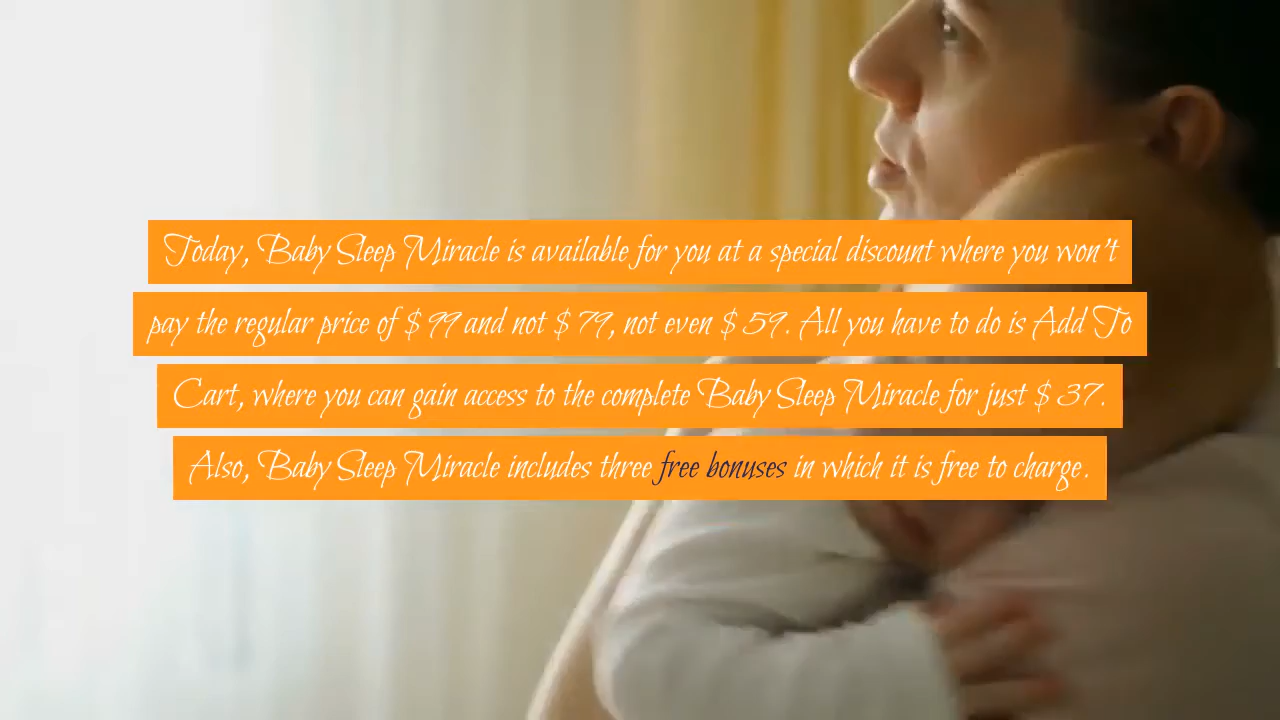 Today, Baby Sleep Miracle is available for you at a special discount where you won't
pay the regular price of $ 99 and not $ 79, not even $ 59. All you have to do is Add To
Cart, where you can gain access to the complete Baby Sleep Miracle for just $ 37.
Also, Baby Sleep Miracle includes three free bonuses in which it is free to charge.